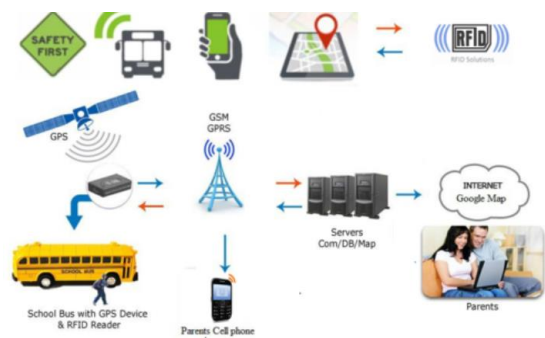 SAFETY
FIRST
RFID
RFID Solutions
GPS
GSM
GPRS
INTERNET
Google Map
Servers
Com/DB/Map
SCHOOL BUS
School Bus with GPS Device
& RFID Reader
Parents Cell phone
Parents